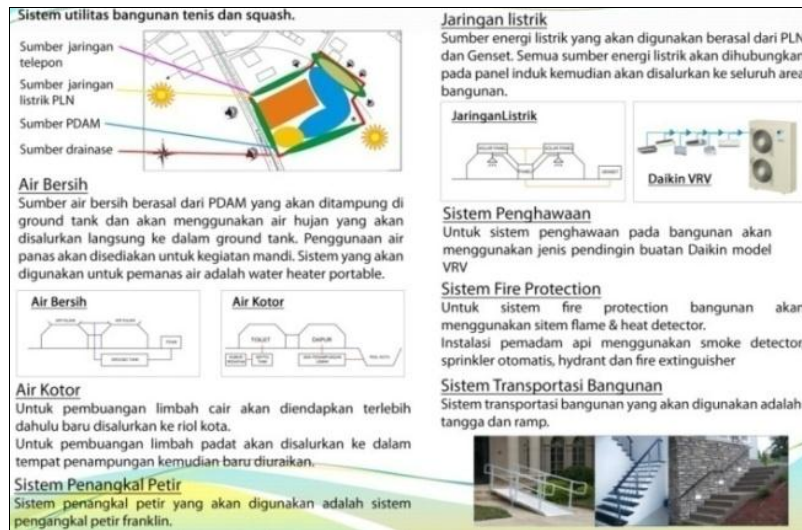 Sistem utilitas bangunan tenis dan squash.
Sumber jaringan
telepon
Sumber jaringan
listrik PLN
Sumber PDAM
Sumber drainase
Air Bersih
Sumber air bersih berasal dari PDAM yang akan ditampung di
ground tank dan akan menggunakan air hujan yang akan
disalurkan langsung ke dalam ground tank. Penggunaan air
panas akan disediakan untuk kegiatan mandi. Sistem yang akan
digunakan untuk pemanas air adalah water heater portable.
Air Bersih
GROUND TANK
Air Kotor
TOILET
DAPUR
Air Kotor
Untuk pembuangan limbah cair akan diendapkan terlebih
dahulu baru disalurkan ke riol kota.
Untuk pembuangan limbah padat akan disalurkan ke dalam
tempat penampungan kemudian baru diuraikan.
Sistem Penangkal Petir
Sistem penangkal petir yang akan digunakan adalah sistem
pengangkal petir franklin.
Jaringan listrik
Sumber energi listrik yang akan digunakan berasal dari PLN
dan Genset. Semua sumber energi listrik akan dihubungkan
pada panel induk kemudian akan disalurkan ke seluruh area
bangunan.
JaringanListrik
SOLAR PANEL
SOLAR PANEL
PANEL
GENSET
Daikin VRV
Sistem Penghawaan
Untuk sistem penghawaan pada bangunan akan
menggunakan jenis pendingin buatan Daikin model
VRV
Sistem Fire Protection
Untuk sistem fire protection bangunan akan
menggunakan sitem flame & heat detector.
Instalasi pemadam api menggunakan smoke detector,
sprinkler otomatis, hydrant dan fire extinguisher
Sistem Transportasi Bangunan
Sistem transportasi bangunan yang akan digunakan adalah
tangga dan ramp.